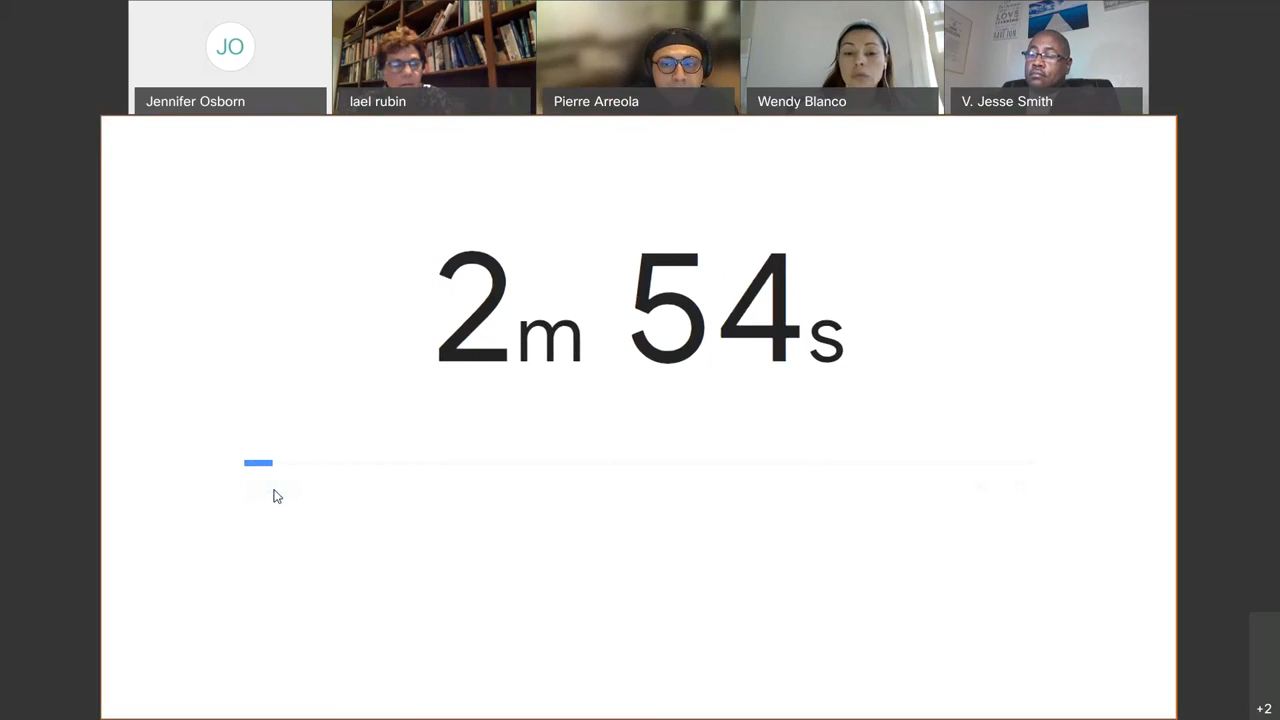 JO
Jennifer Osborn
lael rubin
Pierre Arreola
Wendy Blanco
V. Jesse Smith
2m 54s
+2